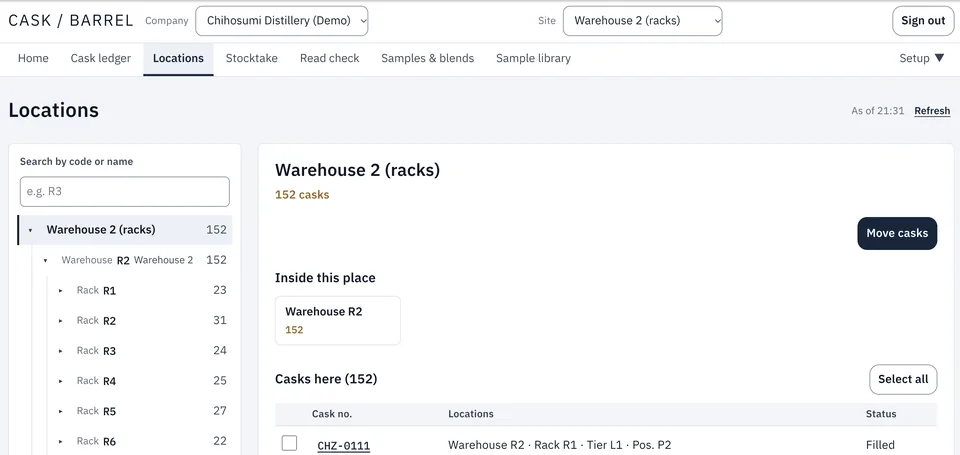 CASK / BARREL Company Chihosumi Distillery (Demo) Site Warehouse 2 (racks) Sign out
Home Cask ledger Locations Stocktake Read check Samples & blends Sample library Setup ▼
Locations As of 21:31 Refresh
Search by code or name
e.g. R3
Warehouse 2 (racks) 152
Warehouse R2 Warehouse 2 152
Rack R1 23
Rack R2 31
Rack R3 24
Rack R4 25
Rack R5 27
Rack R6 22
Warehouse 2 (racks)
152 casks
Move casks
Inside this place
Warehouse R2
152
Casks here (152) Select all
Cask no. Locations Status
CHZ-0111 Warehouse R2 · Rack R1 · Tier L1 · Pos. P2 Filled